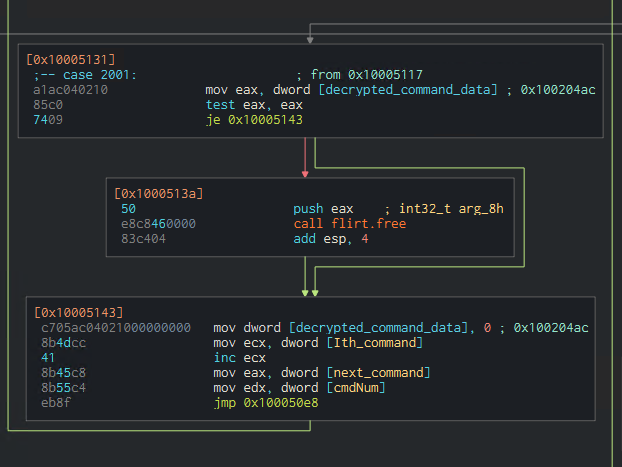 [0x10005131]
;-- case 2001: ; from 0x10005117
a1ac040210 mov eax, dword [decrypted_command_data] ; 0x100204ac
85c0 test eax, eax
7409 je 0x10005143
[0x1000513a]
50 push eax ; int32_t arg_8h
e8c8460000 call flirt.free
83c404 add esp, 4
[0x10005143]
c705ac04021000000000 mov dword [decrypted_command_data], 0 ; 0x100204ac
8b4dcc mov ecx, dword [Ith_command]
41 inc ecx
8b45c8 mov eax, dword [next_command]
8b55c4 mov edx, dword [cmdNum]
eb8f jmp 0x100050e8